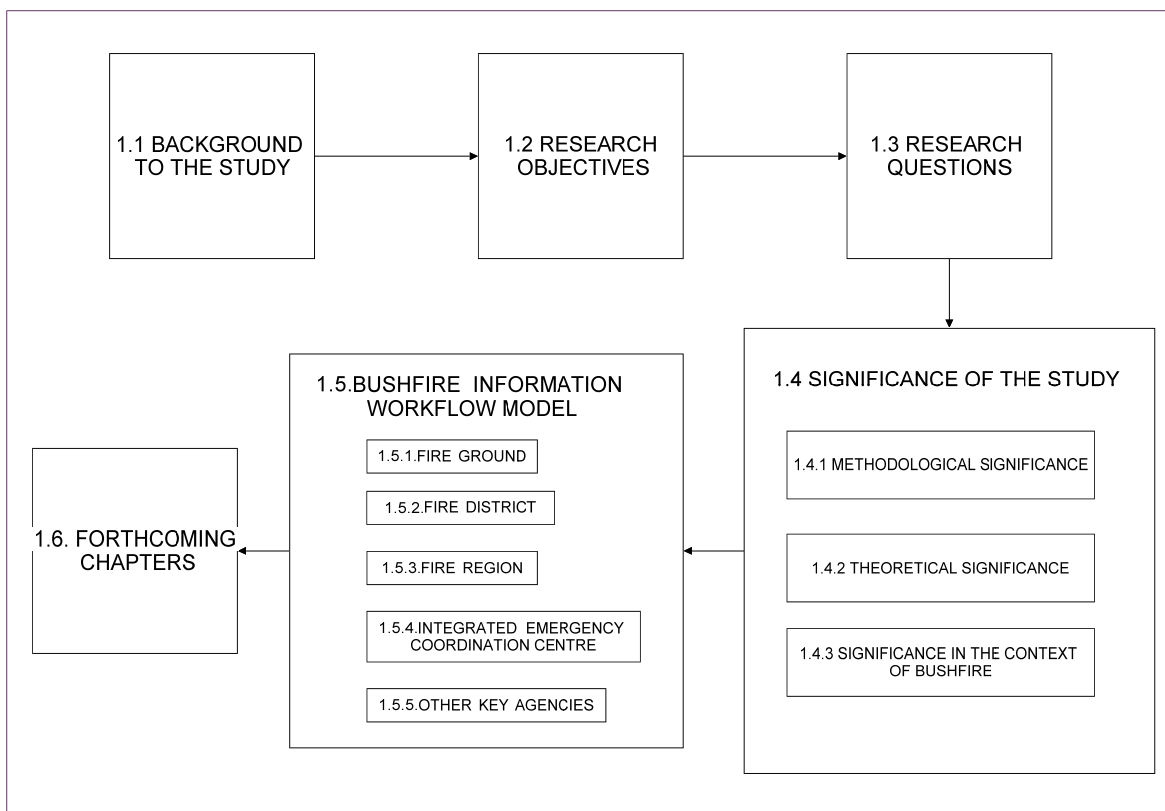 1.1 BACKGROUND
TO THE STUDY
1.2 RESEARCH
OBJECTIVES
1.3 RESEARCH
QUESTIONS
1.4 SIGNIFICANCE OF THE STUDY
1.4.1 METHODOLOGICAL SIGNIFICANCE
1.4.2 THEORETICAL SIGNIFICANCE
1.4.3 SIGNIFICANCE IN THE CONTEXT
OF BUSHFIRE
1.5.BUSHFIRE INFORMATION
WORKFLOW MODEL
1.5.1.FIRE GROUND
1.5.2.FIRE DISTRICT
1.5.3.FIRE REGION
1.5.4.INTEGRATED EMERGENCY
COORDINATION CENTRE
1.5.5.OTHER KEY AGENCIES
1.6. FORTHCOMING
CHAPTERS